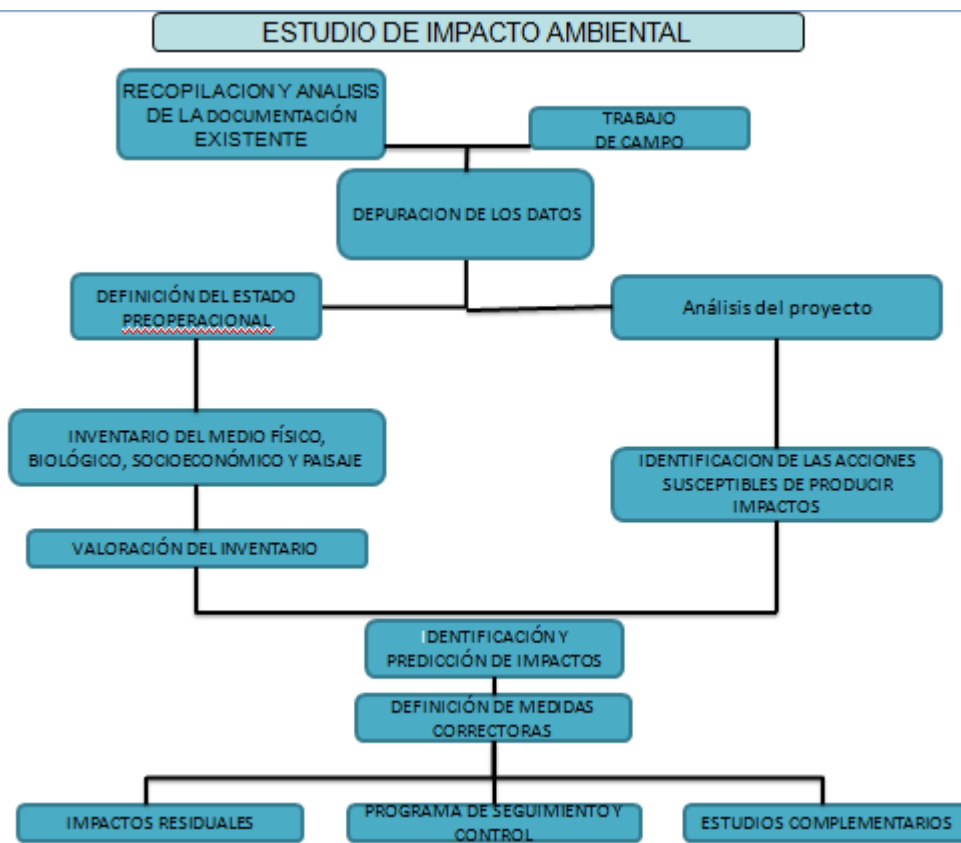 ESTUDIO DE IMPACTO AMBIENTAL
RECOPILACION Y ANALISIS
DE LA DOCUMENTACIÓN
EXISTENTE
TRABAJO
DE CAMPO
DEPURACION DE LOS DATOS
DEFINICIÓN DEL ESTADO
PREOPERACIONAL
Análisis del proyecto
INVENTARIO DEL MEDIO FÍSICO,
BIOLÓGICO, SOCIOECONÓMICO Y PAISAJE
IDENTIFICACION DE LAS ACCIONES
SUSCEPTIBLES DE PRODUCIR
IMPACTOS
VALORACIÓN DEL INVENTARIO
IDENTIFICACIÓN Y
PREDICCIÓN DE IMPACTOS
DEFINICIÓN DE MEDIDAS
CORRECTORAS
IMPACTOS RESIDUALES
PROGRAMA DE SEGUIMIENTO Y
CONTROL
ESTUDIOS COMPLEMENTARIOS